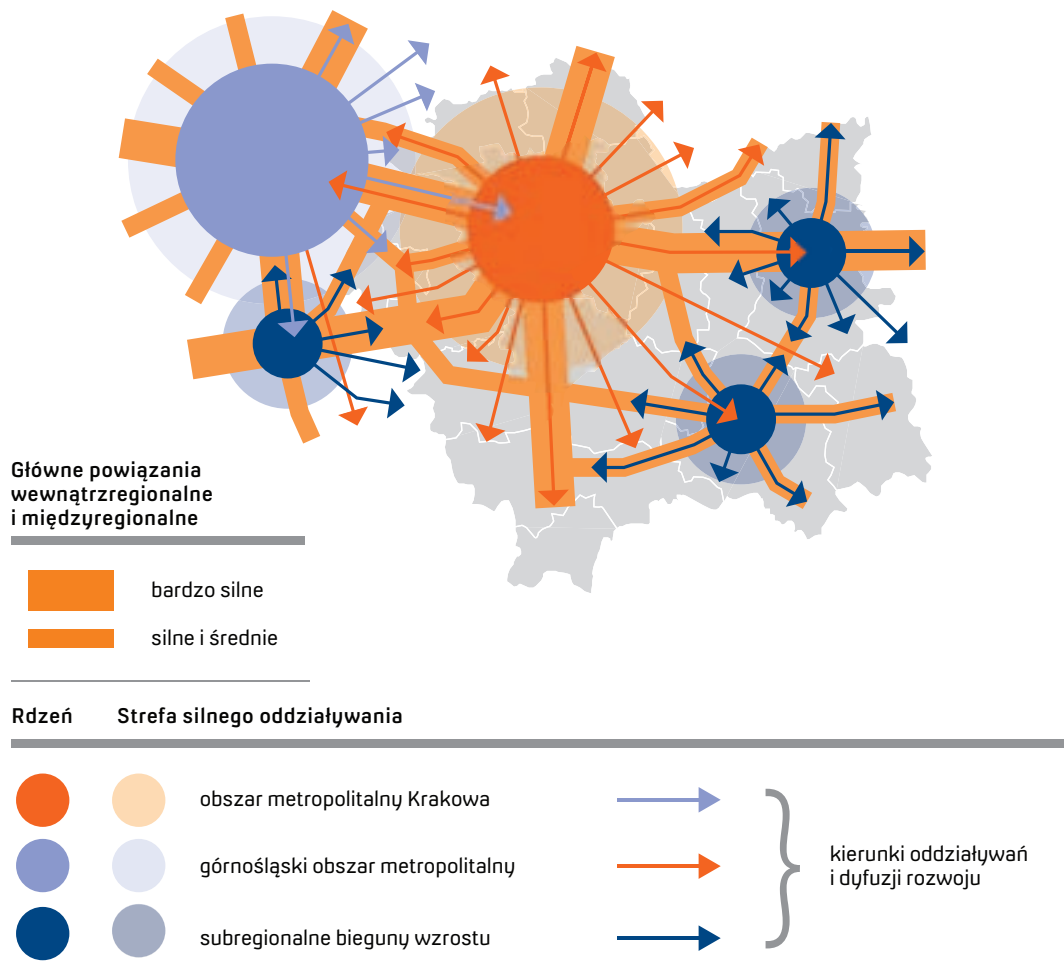 Główne powiązania
wewnątrzregionalne
i międzyregionalne
bardzo silne
silne i średnie
Rdzeń Strefa silnego oddziaływania
obszar metropolitalny Krakowa
górnośląski obszar metropolitalny
subregionalne bieguny wzrostu
kierunki oddziaływań
i dyfuzji rozwoju